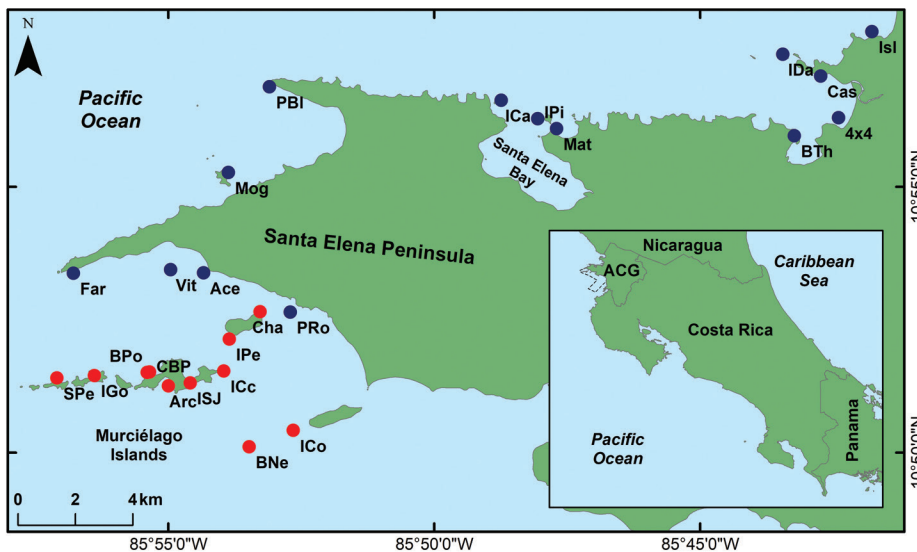 N
Pacific
Ocean
PBl
ICa
IPi
Mat
IDa
Isl
Cas
4x4
BTh
Santa Elena
Bay
Mog
Santa Elena Peninsula
Far
Vit
Ace
Cha
PRo
IPe
BPo
CBP
SPe
IGo
Arc
ISJ
ICc
Murciélago
Islands
BNe
ICo
0 2 4 km
Nicaragua
ACG
Caribbean
Sea
Costa Rica
Pacific
Ocean
Panama
10°55'0"N
10°50'0"N
85°55'0"W
85°50'0"W
85°45'0"W